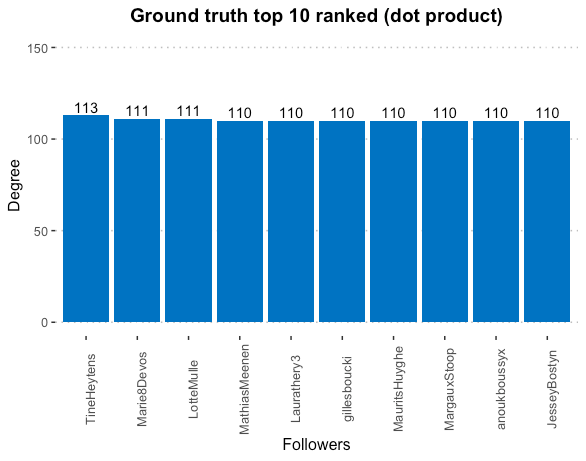 Ground truth top 10 ranked (dot product)
150
100
50
0
Degree
113
111
111
110
110
110
110
110
110
110
TineHeytens
Marie8Devos
LotteMulle
MathiasMeenen
Laurathery3
gillesboucki
MauritsHuyghe
MargauxStoop
anoukboussyx
JesseyBostyn
Followers